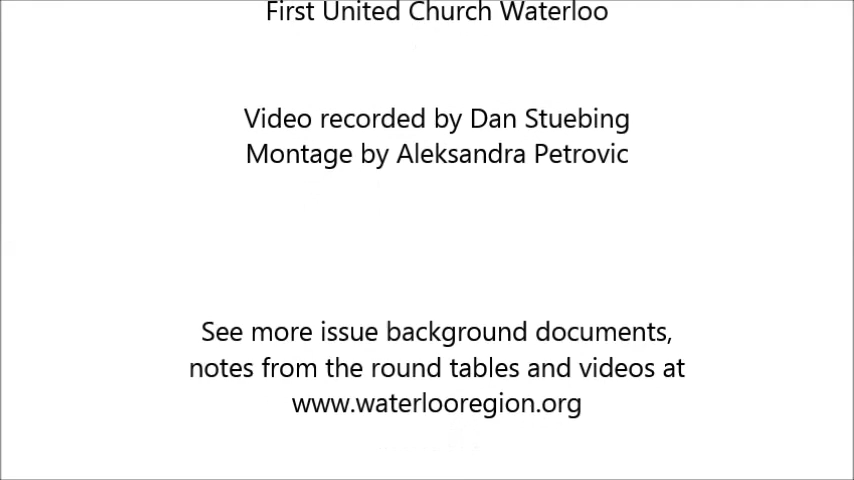 First United Church Waterloo
Video recorded by Dan Stuebing
Montage by Aleksandra Petrovic
See more issue background documents,
notes from the round tables and videos at
www.waterlooregion.org